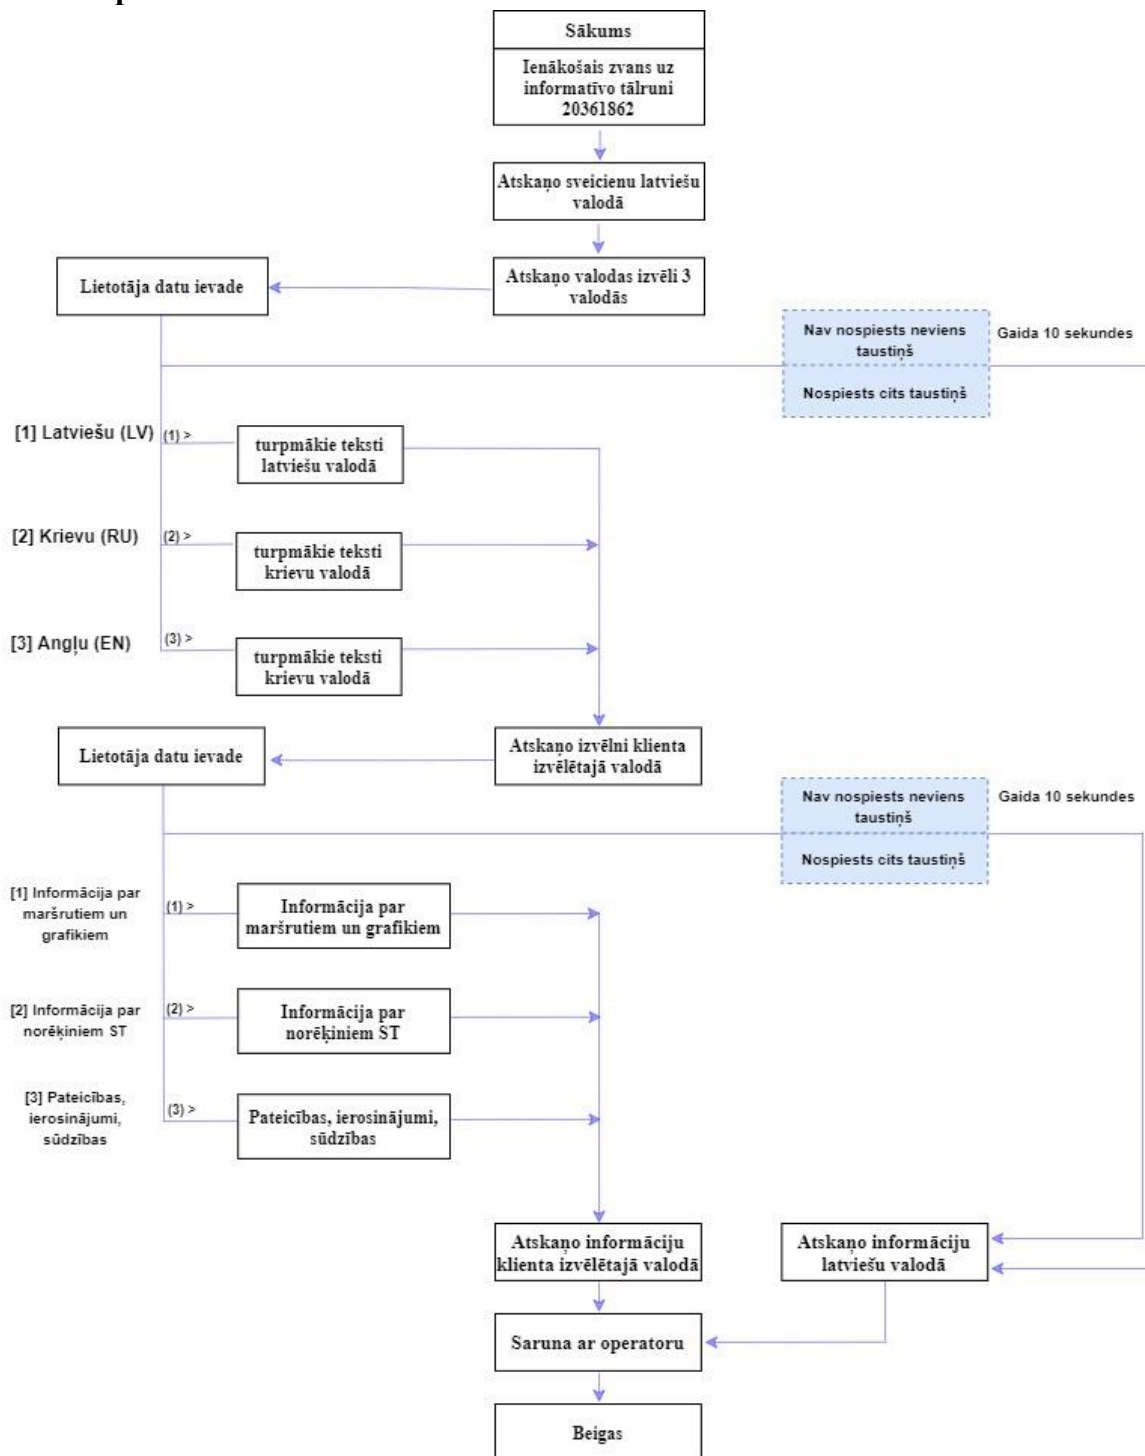 Sākums
Ienākošais zvans uz
informatīvo tālruni
20361862
Atskaņo sveicienu latviešu
valodā
Atskaņo valodas izvēli 3
valodās
Lietotāja datu ievade
Nav nospiests neviens
taustiņš
Gaida 10 sekundes
Nospiests cits taustiņš
[1] Latviešu (LV)
(1) >
turpmākie teksti
latviešu valodā
[2] Krievu (RU)
(2) >
turpmākie teksti
krievu valodā
[3] Angļu (EN)
(3) >
turpmākie teksti
krievu valodā
Lietotāja datu ievade
Atskaņo izvēlni klienta
izvēlētajā valodā
Nav nospiests neviens
taustiņš
Gaida 10 sekundes
Nospiests cits taustiņš
[1] Informācija par
maršrutiem un
grafikiem
(1) >
Informācija par
maršrutiem un grafikiem
[2] Informācija par
norēķiniem ST
(2) >
Informācija par
norēķiniem ST
[3] Pateicības,
ierosinājumi,
sūdzības
(3) >
Pateicības, ierosinājumi,
sūdzības
Atskaņo informāciju
klienta izvēlētajā valodā
Atskaņo informāciju
latviešu valodā
Saruna ar operatoru
Beigas